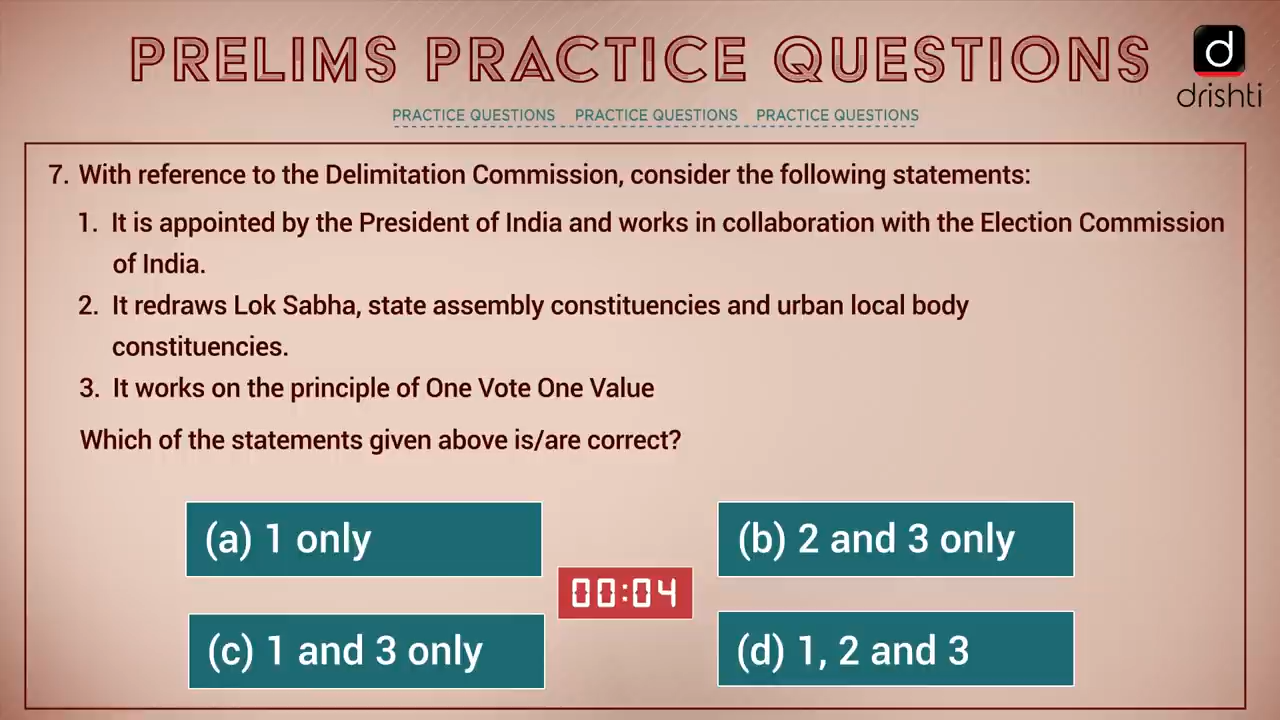 PRELIMS PRACTICE QUESTIONS
d
drishti
PRACTICE QUESTIONS PRACTICE QUESTIONS PRACTICE QUESTIONS
7. With reference to the Delimitation Commission, consider the following statements:
1. It is appointed by the President of India and works in collaboration with the Election Commission
of India.
2. It redraws Lok Sabha, state assembly constituencies and urban local body
constituencies.
3. It works on the principle of One Vote One Value
Which of the statements given above is/are correct?
(a) 1 only
(b) 2 and 3 only
00:04
(c) 1 and 3 only
(d) 1, 2 and 3